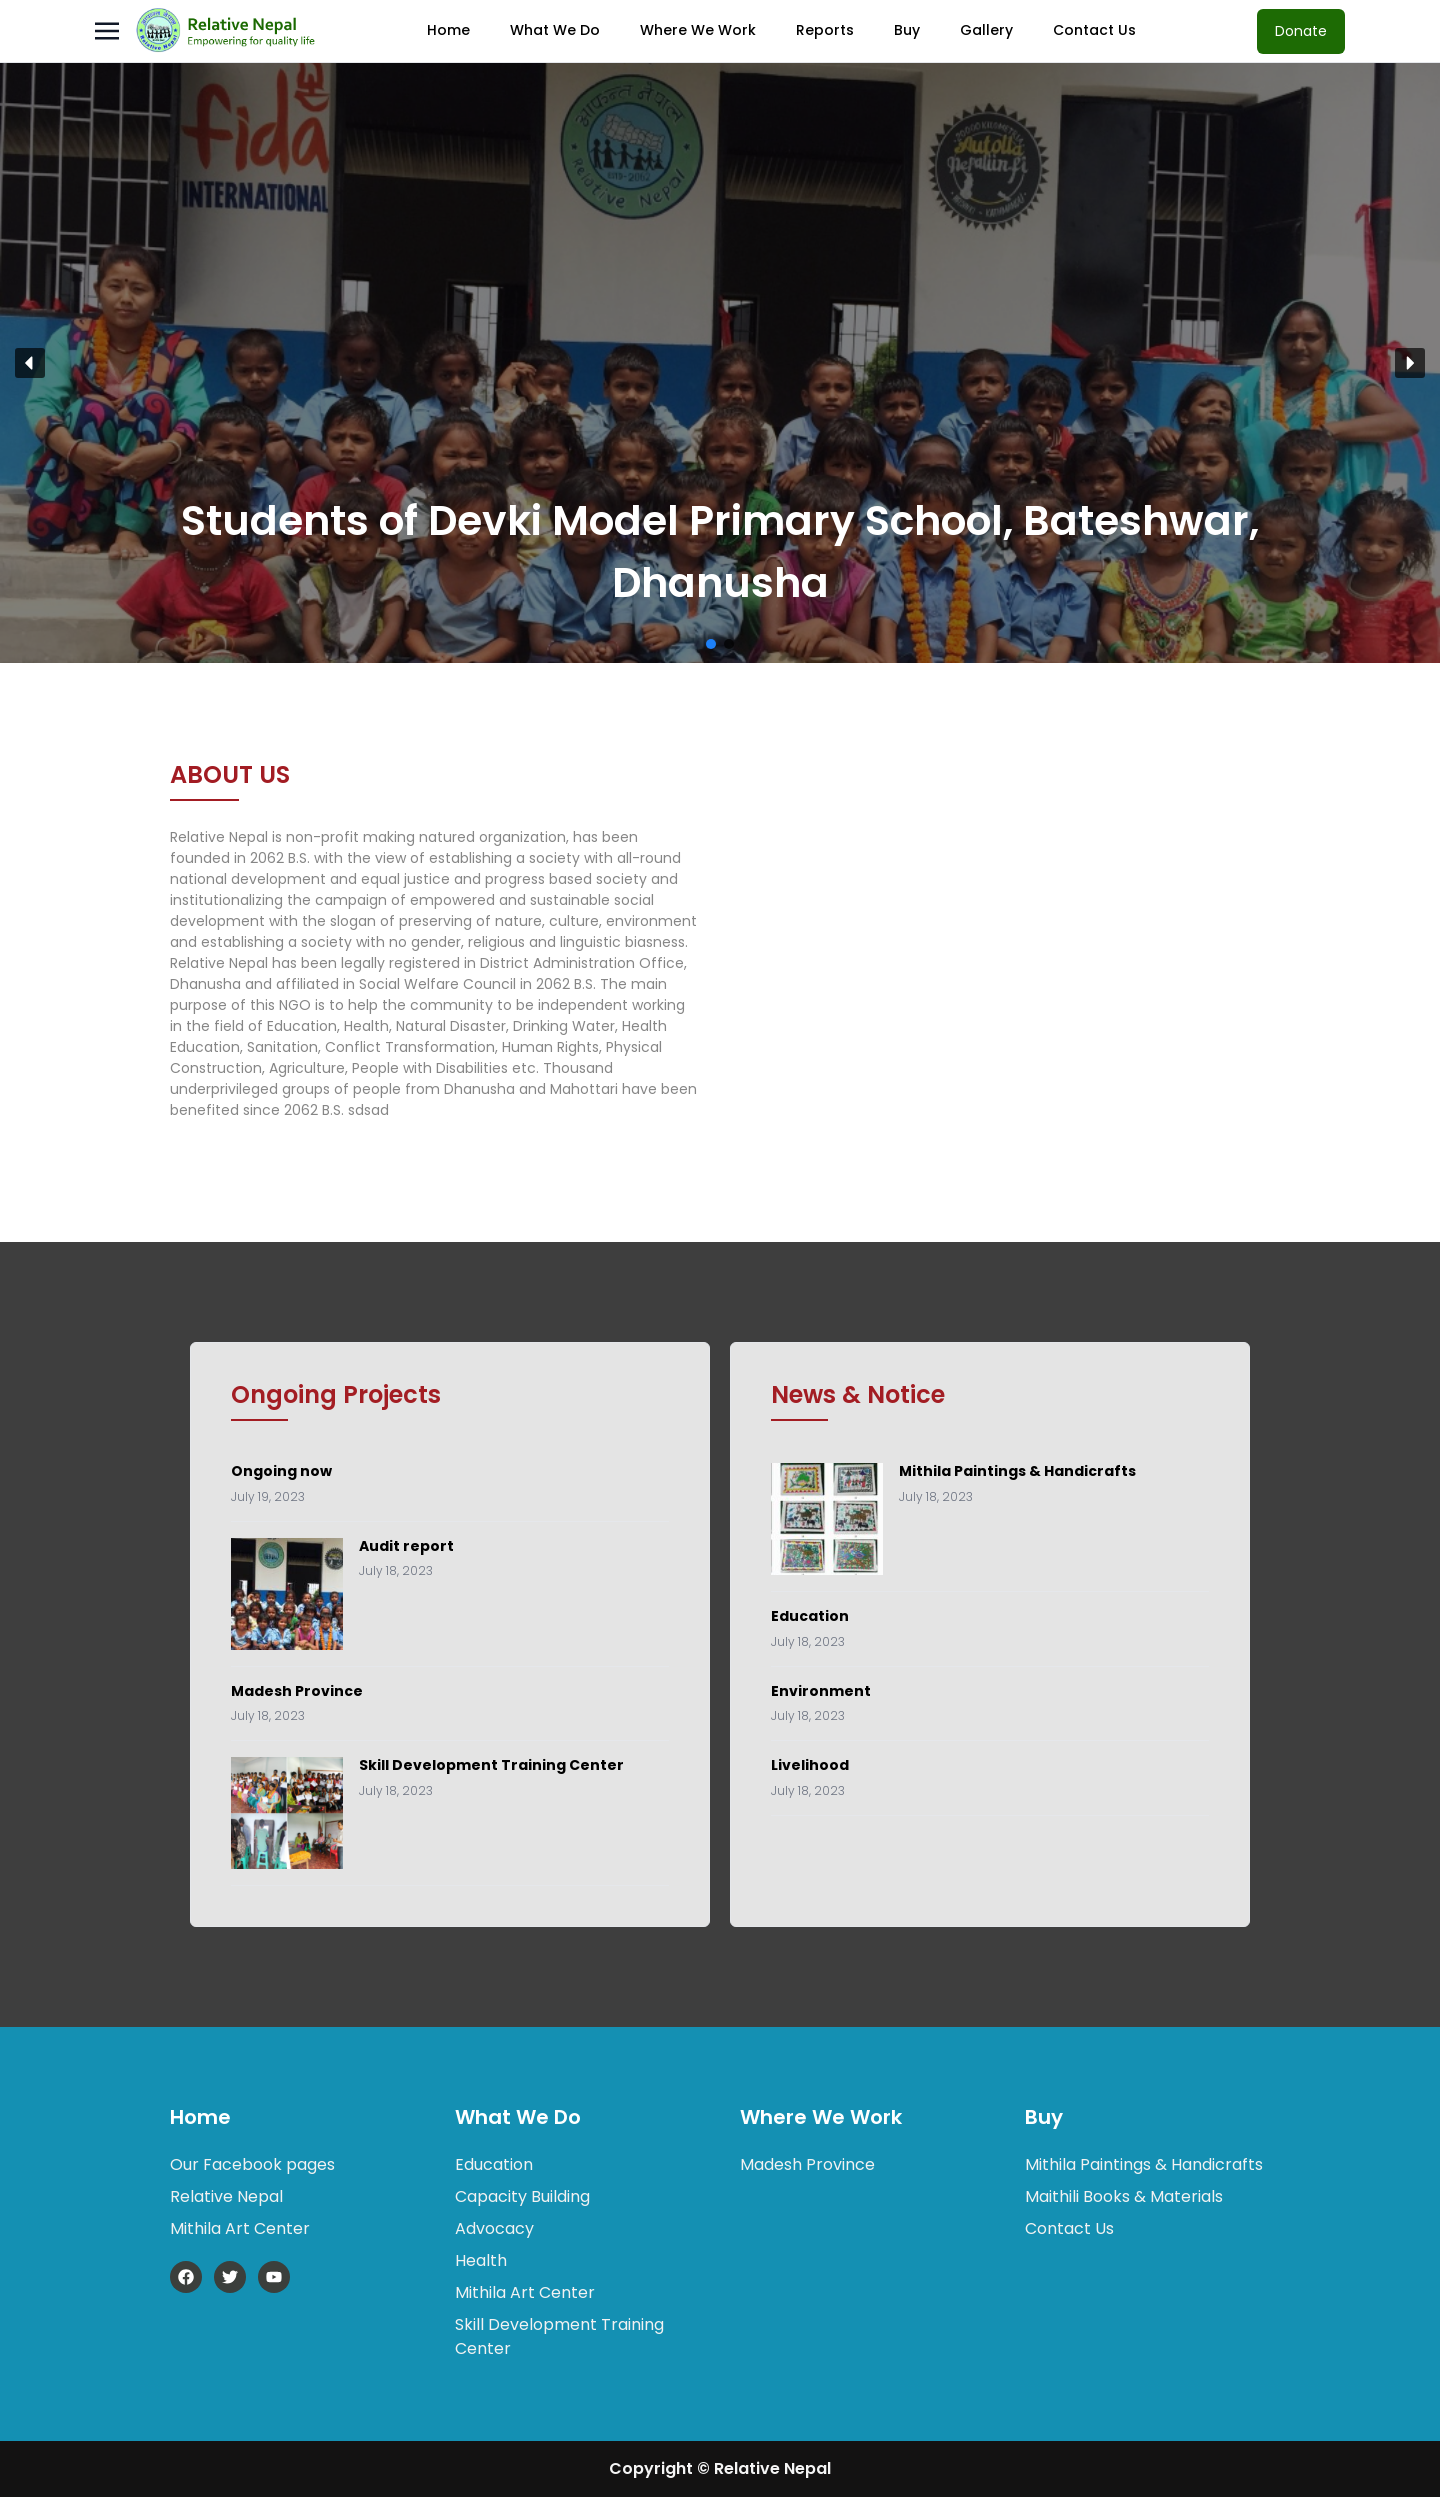 Relative Nepal
Empowering for quality life
Home
What We Do
Where We Work
Reports
Buy
Gallery
Contact Us
Donate
fida
INTERNATIONAL
आफन्त नेपाल
Relative Nepal
20000 KILOMETRIÄ
Autolla
Nepaliin.fi
Students of Devki Model Primary School, Bateshwar,
Dhanusha
ABOUT US
Relative Nepal is non-profit making natured organization, has been
founded in 2062 B.S. with the view of establishing a society with all-round
national development and equal justice and progress based society and
institutionalizing the campaign of empowered and sustainable social
development with the slogan of preserving of nature, culture, environment
and establishing a society with no gender, religious and linguistic biasness.
Relative Nepal has been legally registered in District Administration Office,
Dhanusha and affiliated in Social Welfare Council in 2062 B.S. The main
purpose of this NGO is to help the community to be independent working
in the field of Education, Health, Natural Disaster, Drinking Water, Health
Education, Sanitation, Conflict Transformation, Human Rights, Physical
Construction, Agriculture, People with Disabilities etc. Thousand
underprivileged groups of people from Dhanusha and Mahottari have been
benefited since 2062 B.S. sdsad
Ongoing Projects
Ongoing now
July 19, 2023
Audit report
July 18, 2023
Madesh Province
July 18, 2023
Skill Development Training Center
July 18, 2023
News & Notice
Mithila Paintings & Handicrafts
July 18, 2023
Education
July 18, 2023
Environment
July 18, 2023
Livelihood
July 18, 2023
Home
Our Facebook pages
Relative Nepal
Mithila Art Center
What We Do
Education
Capacity Building
Advocacy
Health
Mithila Art Center
Skill Development Training
Center
Where We Work
Madesh Province
Buy
Mithila Paintings & Handicrafts
Maithili Books & Materials
Contact Us
Copyright © Relative Nepal